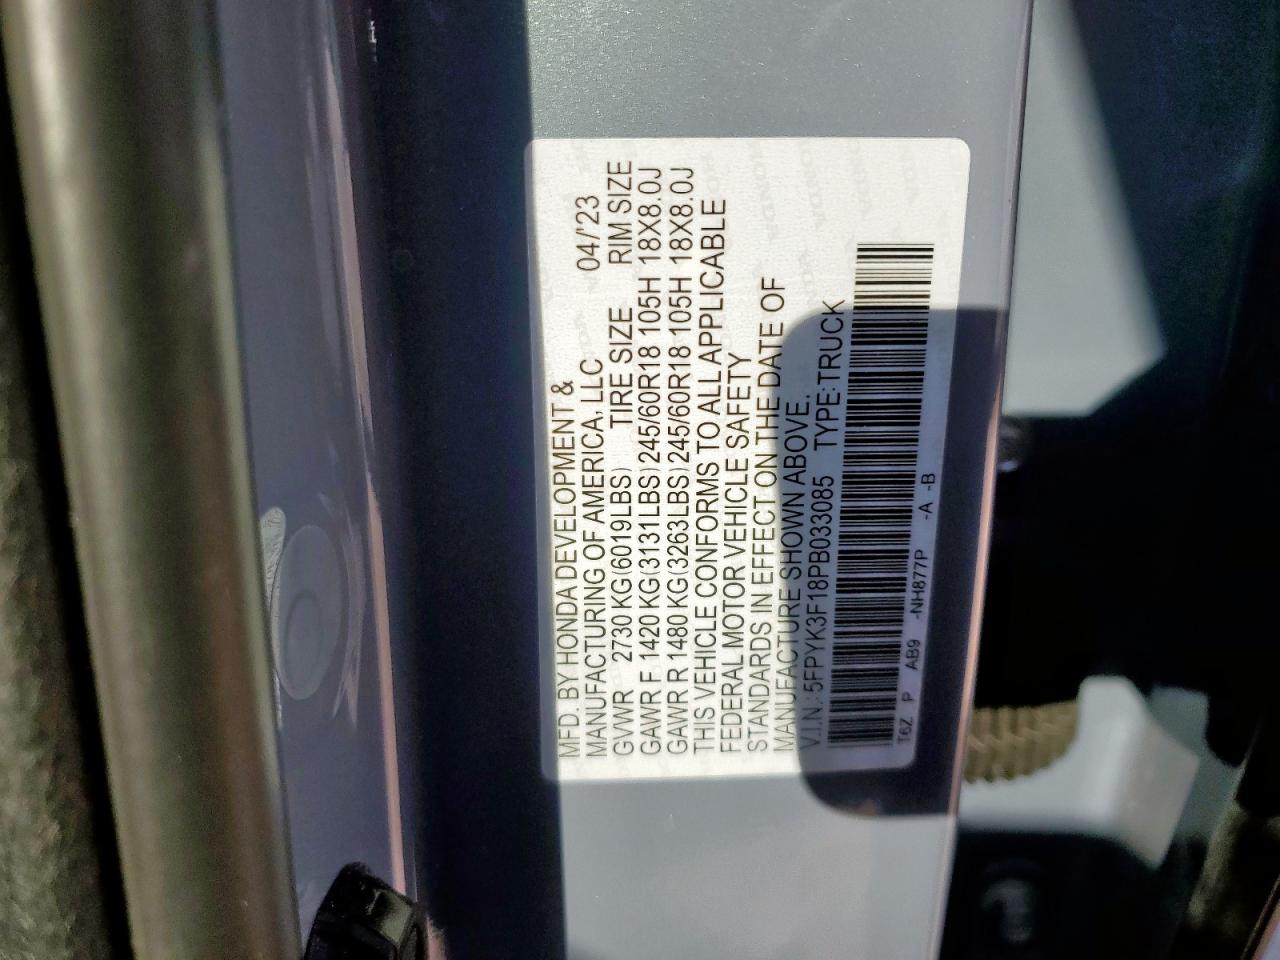 MFD. BY HONDA DEVELOPMENT &
MANUFACTURING OF AMERICA, LLC 04/'23
GVWR 2730 KG(6019LBS) TIRE SIZE RIM SIZE
GAWR F 1420 KG(3131LBS)245/60R18 105H 18X8.0J
GAWR R 1480 KG(3263LBS)245/60R18 105H 18X8.0J
THIS VEHICLE CONFORMS TO ALL APPLICABLE
FEDERAL MOTOR VEHICLE SAFETY
STANDARDS IN EFFECT ON THE DATE OF
MANUFACTURE SHOWN ABOVE.
V.I.N.:5FPYK3F18PB033085 TYPE:TRUCK
T6Z P AB9 -NH877P -A -B